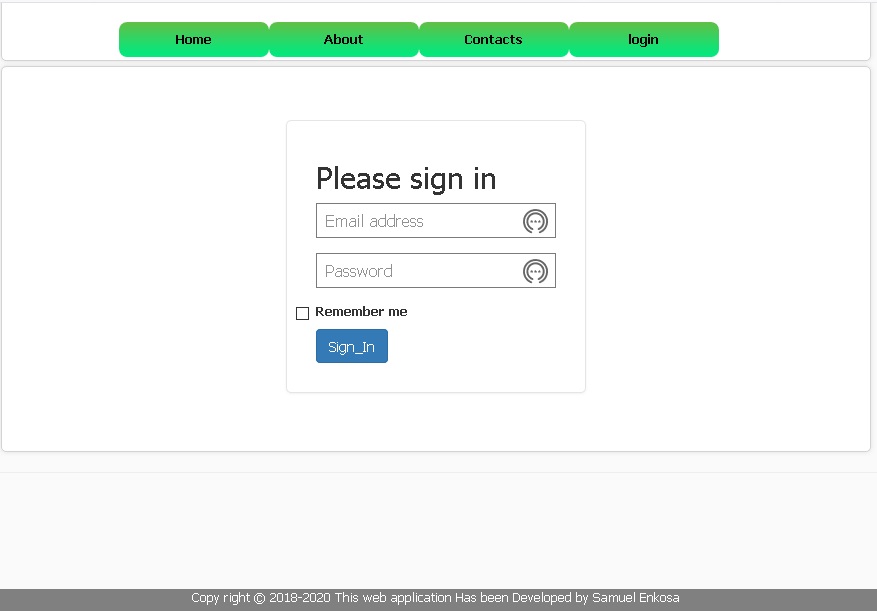 Home About Contacts login
Please sign in
Email address
Password
Remember me
Sign_In
Copy right © 2018-2020 This web application Has been Developed by Samuel Enkosa